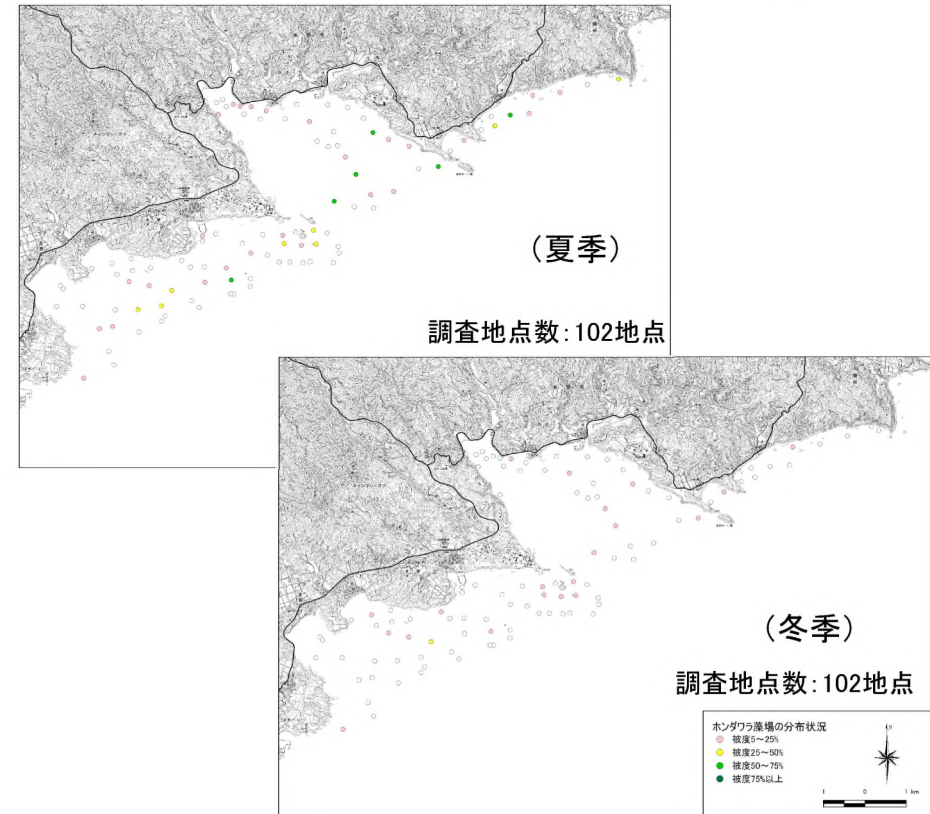 (夏季)
調査地点数:102地点
(冬季)
調査地点数:102地点
ホンダワラ藻場の分布状況
被度5~25%
被度25~50%
被度50~75%
被度75%以上
1 0 1 km